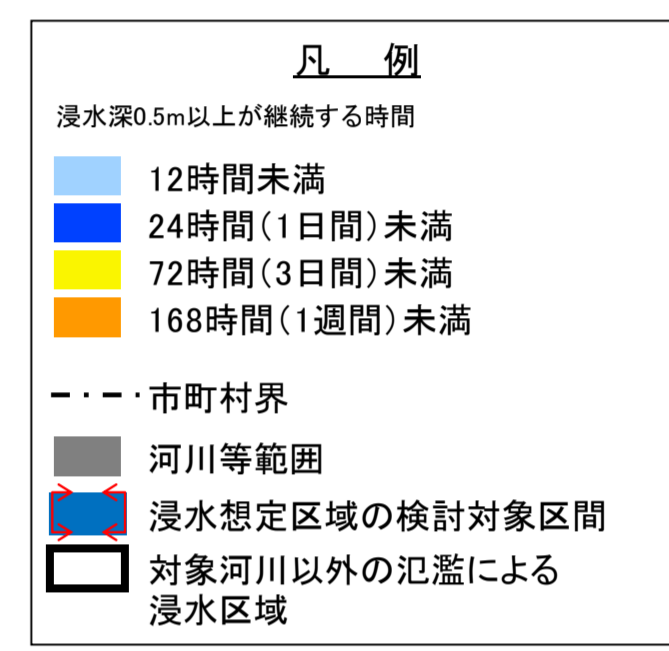 凡 例
浸水深0.5m以上が継続する時間
12時間未満
24時間(1日間)未満
72時間(3日間)未満
168時間(1週間)未満
市町村界
河川等範囲
浸水想定区域の検討対象区間
対象河川以外の氾濫による
浸水区域